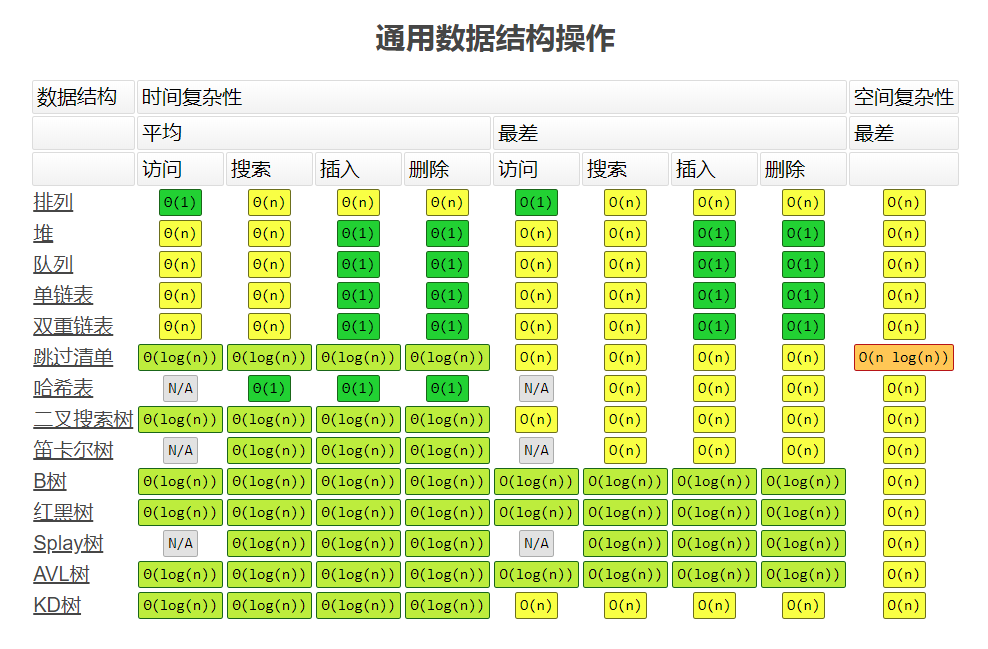 通用数据结构操作
数据结构 时间复杂性 空间复杂性
平均 最差 最差
访问 搜索 插入 删除 访问 搜索 插入 删除
排列 Θ(1) Θ(n) Θ(n) Θ(n) O(1) O(n) O(n) O(n) O(n)
堆 Θ(n) Θ(n) Θ(1) Θ(1) O(n) O(n) O(1) O(1) O(n)
队列 Θ(n) Θ(n) Θ(1) Θ(1) O(n) O(n) O(1) O(1) O(n)
单链表 Θ(n) Θ(n) Θ(1) Θ(1) O(n) O(n) O(1) O(1) O(n)
双重链表 Θ(n) Θ(n) Θ(1) Θ(1) O(n) O(n) O(1) O(1) O(n)
跳过清单 Θ(log(n)) Θ(log(n)) Θ(log(n)) Θ(log(n)) O(n) O(n) O(n) O(n) O(n log(n))
哈希表 N/A Θ(1) Θ(1) Θ(1) N/A O(n) O(n) O(n) O(n)
二叉搜索树 Θ(log(n)) Θ(log(n)) Θ(log(n)) Θ(log(n)) O(n) O(n) O(n) O(n) O(n)
笛卡尔树 N/A Θ(log(n)) Θ(log(n)) Θ(log(n)) N/A O(n) O(n) O(n) O(n)
B树 Θ(log(n)) Θ(log(n)) Θ(log(n)) Θ(log(n)) O(log(n)) O(log(n)) O(log(n)) O(log(n)) O(n)
红黑树 Θ(log(n)) Θ(log(n)) Θ(log(n)) Θ(log(n)) O(log(n)) O(log(n)) O(log(n)) O(log(n)) O(n)
Splay树 N/A Θ(log(n)) Θ(log(n)) Θ(log(n)) N/A O(log(n)) O(log(n)) O(log(n)) O(n)
AVL树 Θ(log(n)) Θ(log(n)) Θ(log(n)) Θ(log(n)) O(log(n)) O(log(n)) O(log(n)) O(log(n)) O(n)
KD树 Θ(log(n)) Θ(log(n)) Θ(log(n)) Θ(log(n)) O(n) O(n) O(n) O(n) O(n)